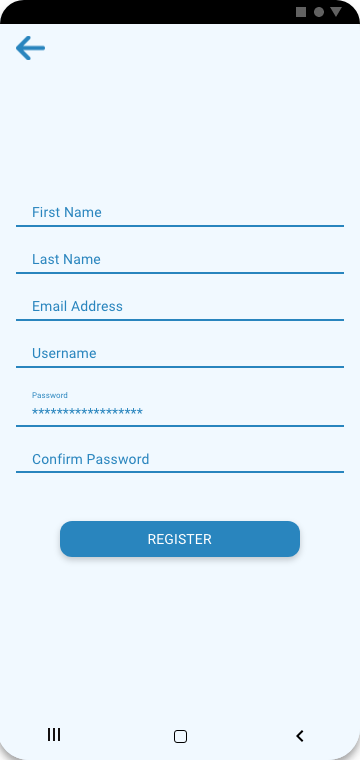 First Name
Last Name
Email Address
Username
Password
******************
Confirm Password
REGISTER